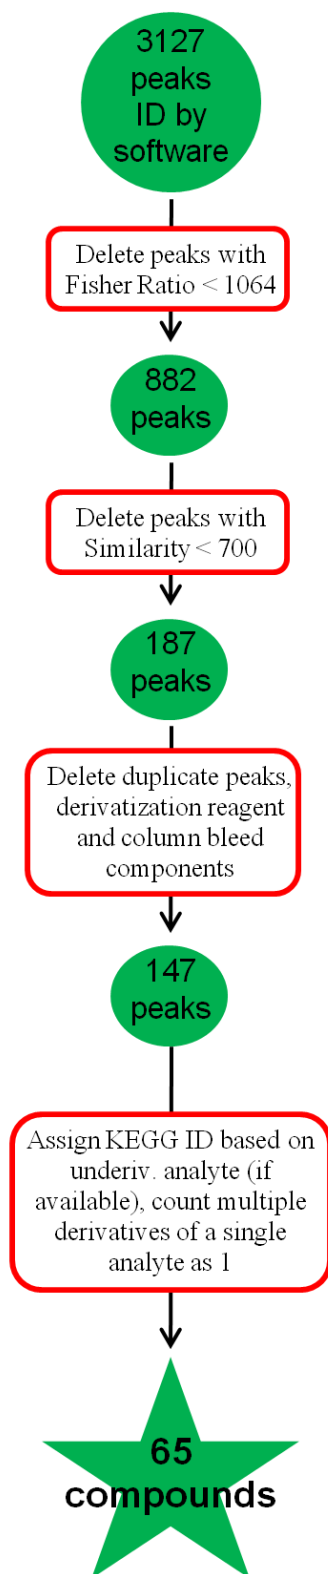 3127
peaks
ID by
software
Delete peaks with
Fisher Ratio < 1064
882
peaks
Delete peaks with
Similarity < 700
187
peaks
Delete duplicate peaks,
derivatization reagent
and column bleed
components
147
peaks
Assign KEGG ID based on
underiv. analyte (if
available), count multiple
derivatives of a single
analyte as 1
65
compounds